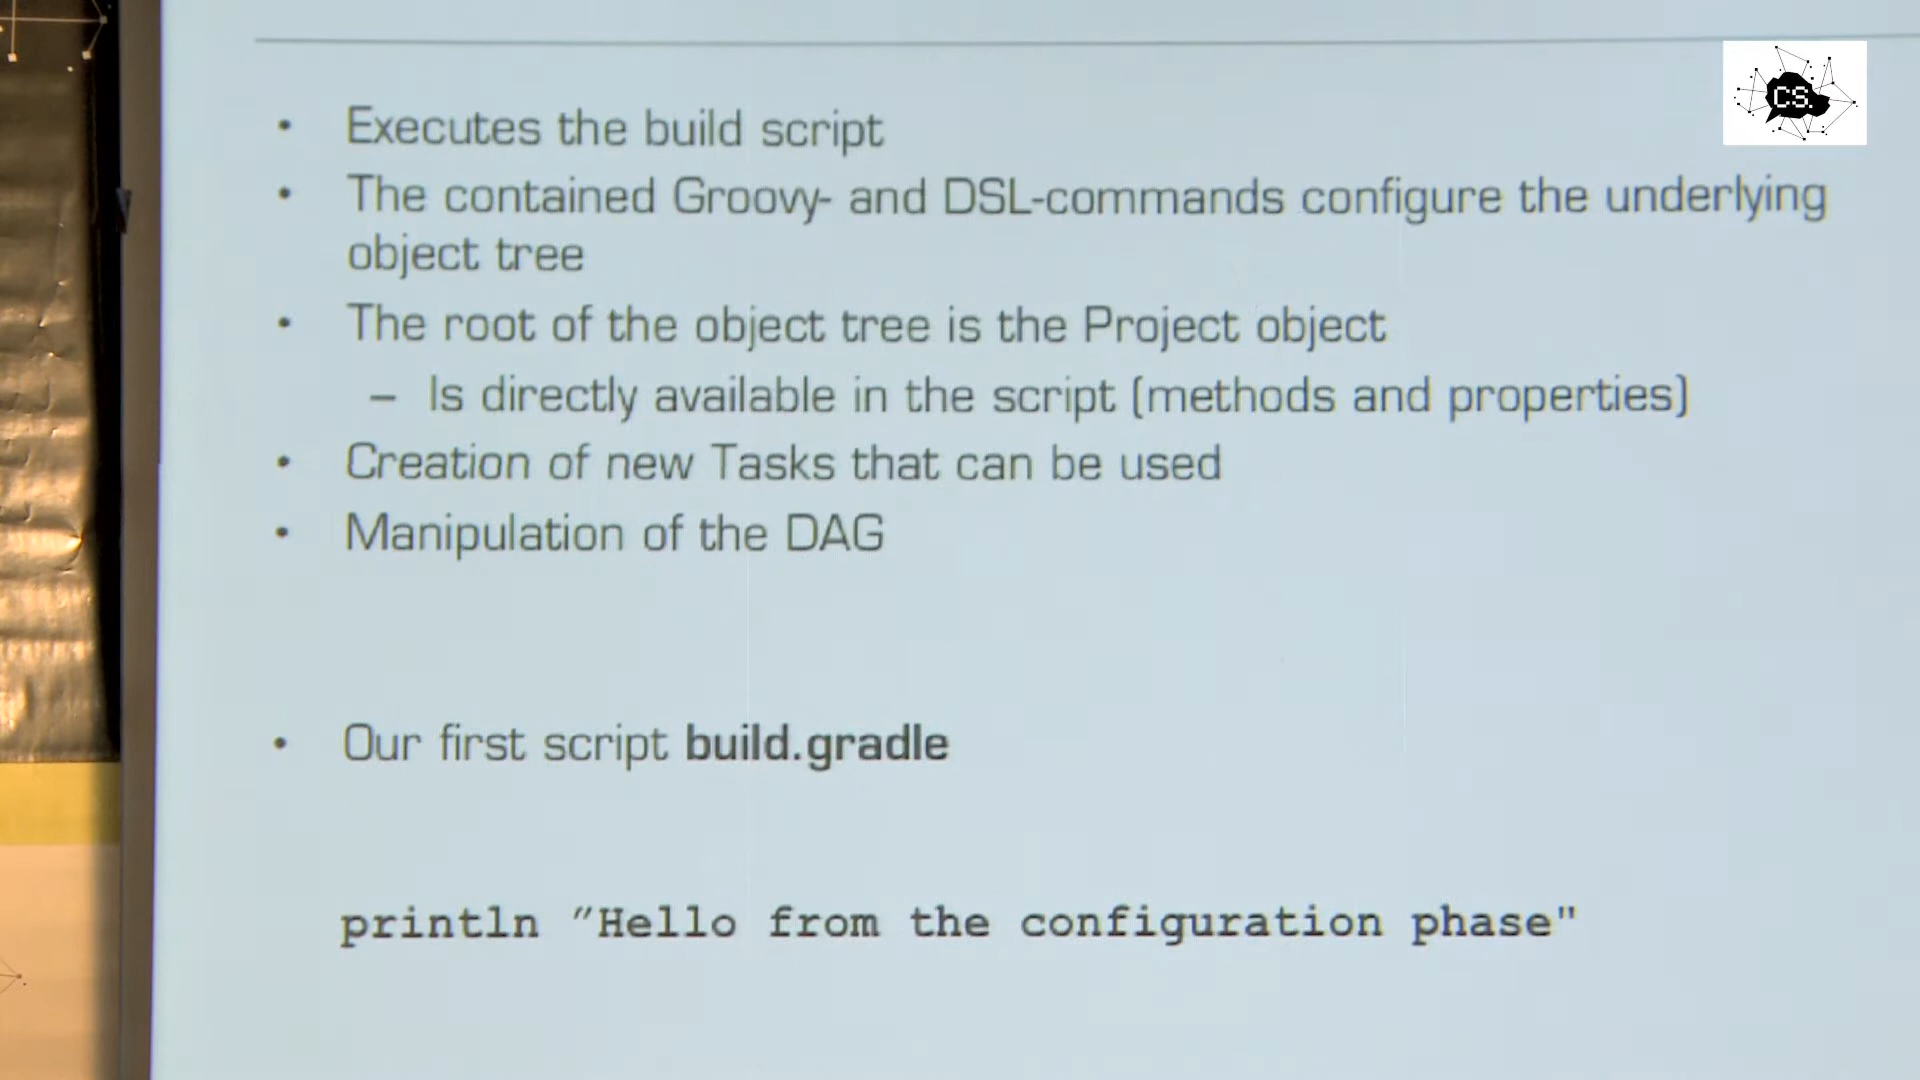 CS.
• Executes the build script
• The contained Groovy- and DSL-commands configure the underlying
object tree
• The root of the object tree is the Project object
– Is directly available in the script (methods and properties)
• Creation of new Tasks that can be used
• Manipulation of the DAG
• Our first script build.gradle
println "Hello from the configuration phase"